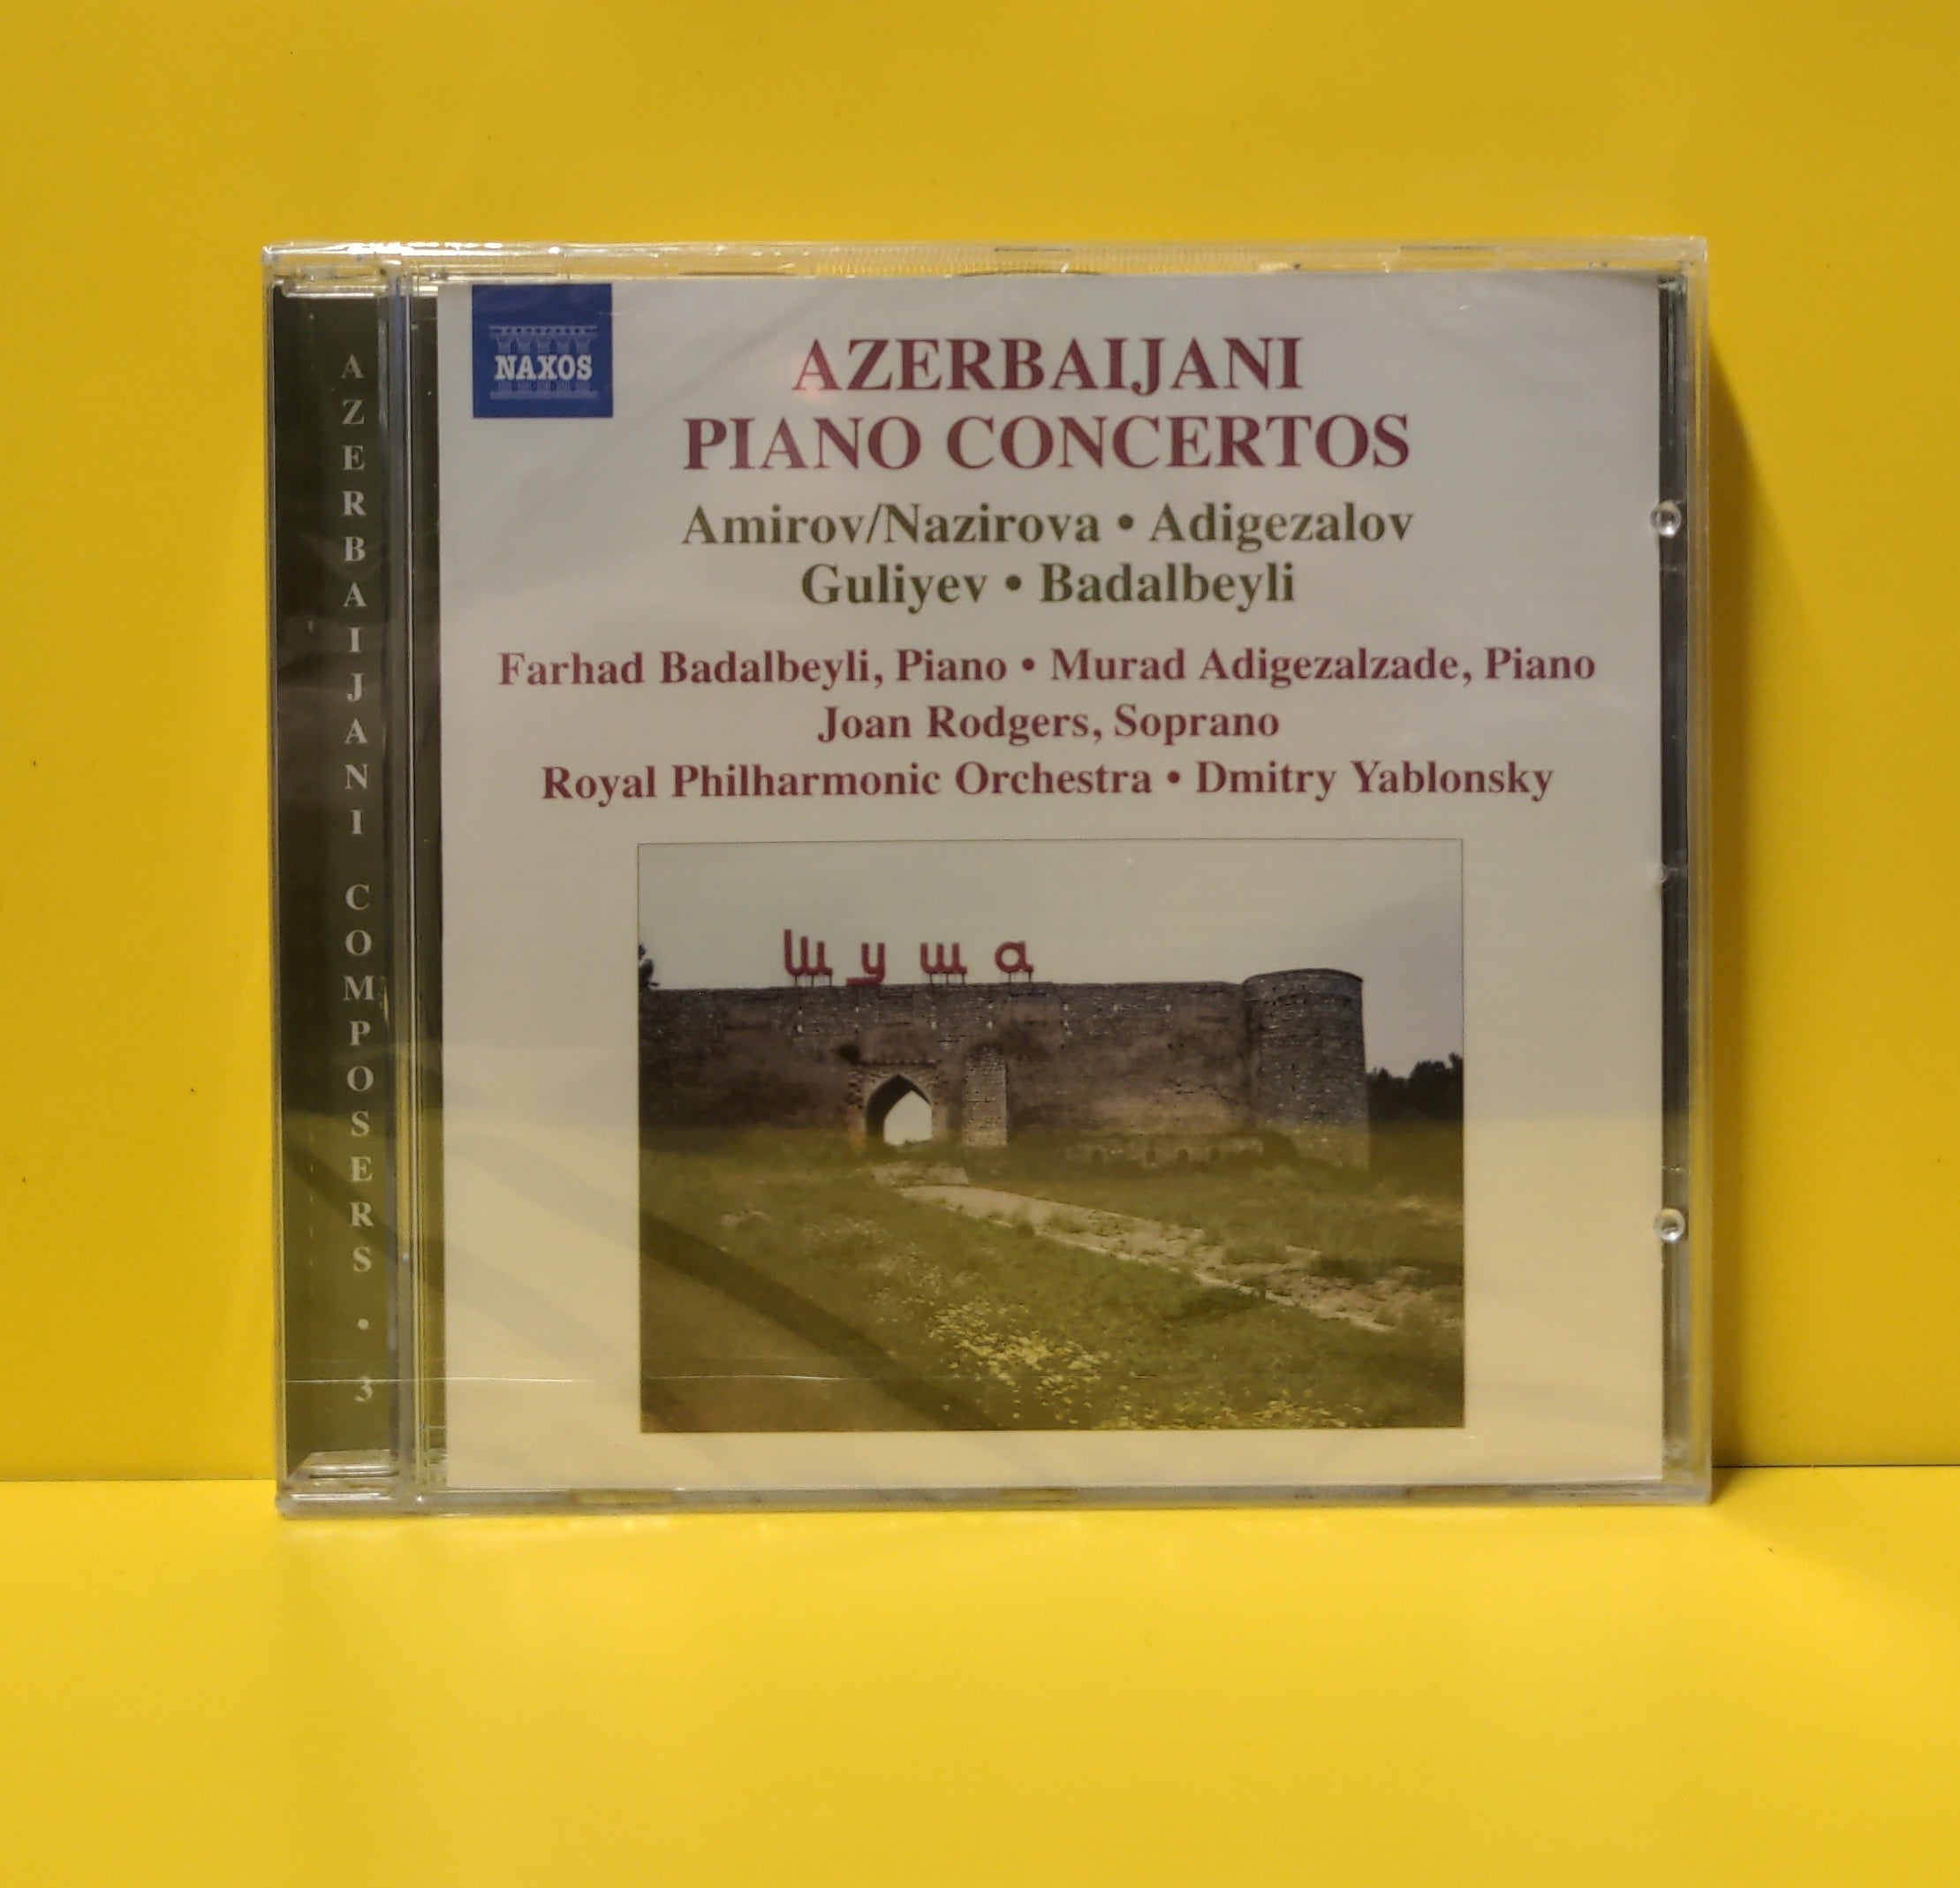 AZERBAIJANI COMPOSERS • 3
NAXOS
AZERBAIJANI
PIANO CONCERTOS
Amirov/Nazirova • Adigezalov
Guliyev • Badalbeyli
Farhad Badalbeyli, Piano • Murad Adigezalzade, Piano
Joan Rodgers, Soprano
Royal Philharmonic Orchestra • Dmitry Yablonsky
Шуша